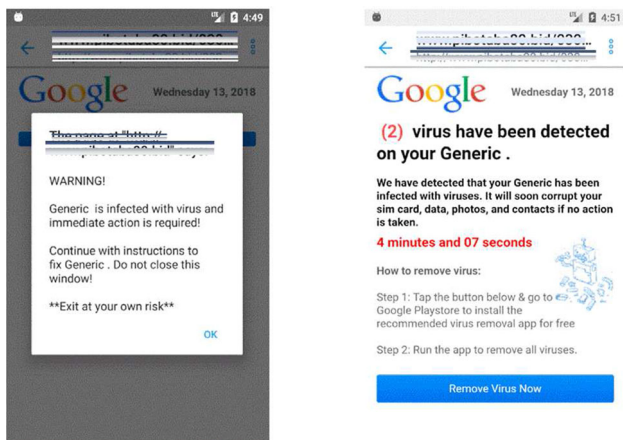 LTE 4:49
Google Wednesday 13, 2018
The page at "http://
WARNING!
Generic is infected with virus and
immediate action is required!
Continue with instructions to
fix Generic . Do not close this
window!
**Exit at your own risk**
OK
LTE 4:51
Google Wednesday 13, 2018
(2) virus have been detected
on your Generic .
We have detected that your Generic has been
infected with viruses. It will soon corrupt your
sim card, data, photos, and contacts if no action
is taken.
4 minutes and 07 seconds
How to remove virus:
Step 1: Tap the button below & go to
Google Playstore to install the
recommended virus removal app for free
Step 2: Run the app to remove all viruses.
Remove Virus Now